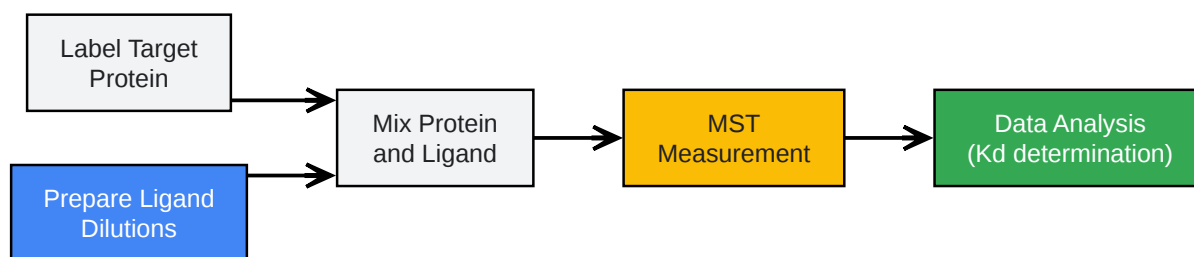 Label Target
Protein
Prepare Ligand
Dilutions
Mix Protein
and Ligand
MST
Measurement
Data Analysis
(Kd determination)